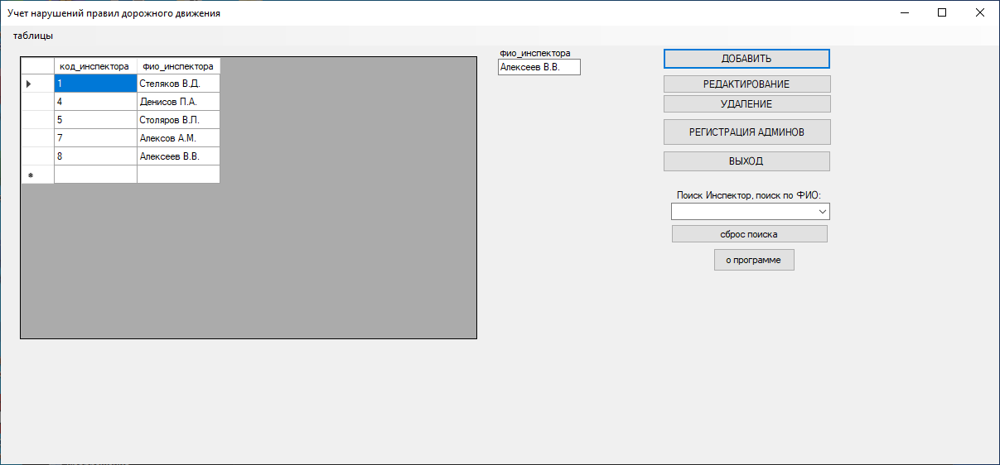 Учет нарушений правил дорожного движения
таблицы
код_инспектора фио_инспектора
1 Стеляков В.Д.
4 Денисов П.А.
5 Столяров В.П.
7 Алексов А.М.
8 Алексеев В.В.
фио_инспектора
Алексеев В.В.
ДОБАВИТЬ
РЕДАКТИРОВАНИЕ
УДАЛЕНИЕ
РЕГИСТРАЦИЯ АДМИНОВ
ВЫХОД
Поиск Инспектор, поиск по ФИО:
сброс поиска
о программе